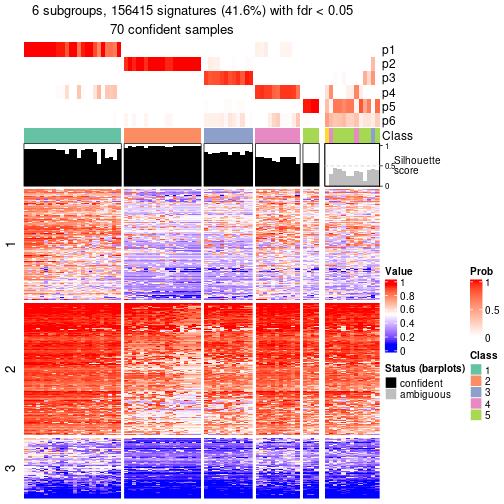 6 subgroups, 156415 signatures (41.6%) with fdr < 0.05
70 confident samples
p1
p2
p3
p4
p5
p6
Class
1
0.5
0
Silhouette
score
1
2
3
Value
1
0.8
0.6
0.4
0.2
0
Status (barplots)
confident
ambiguous
Prob
1
0.5
0
Class
1
2
3
4
5